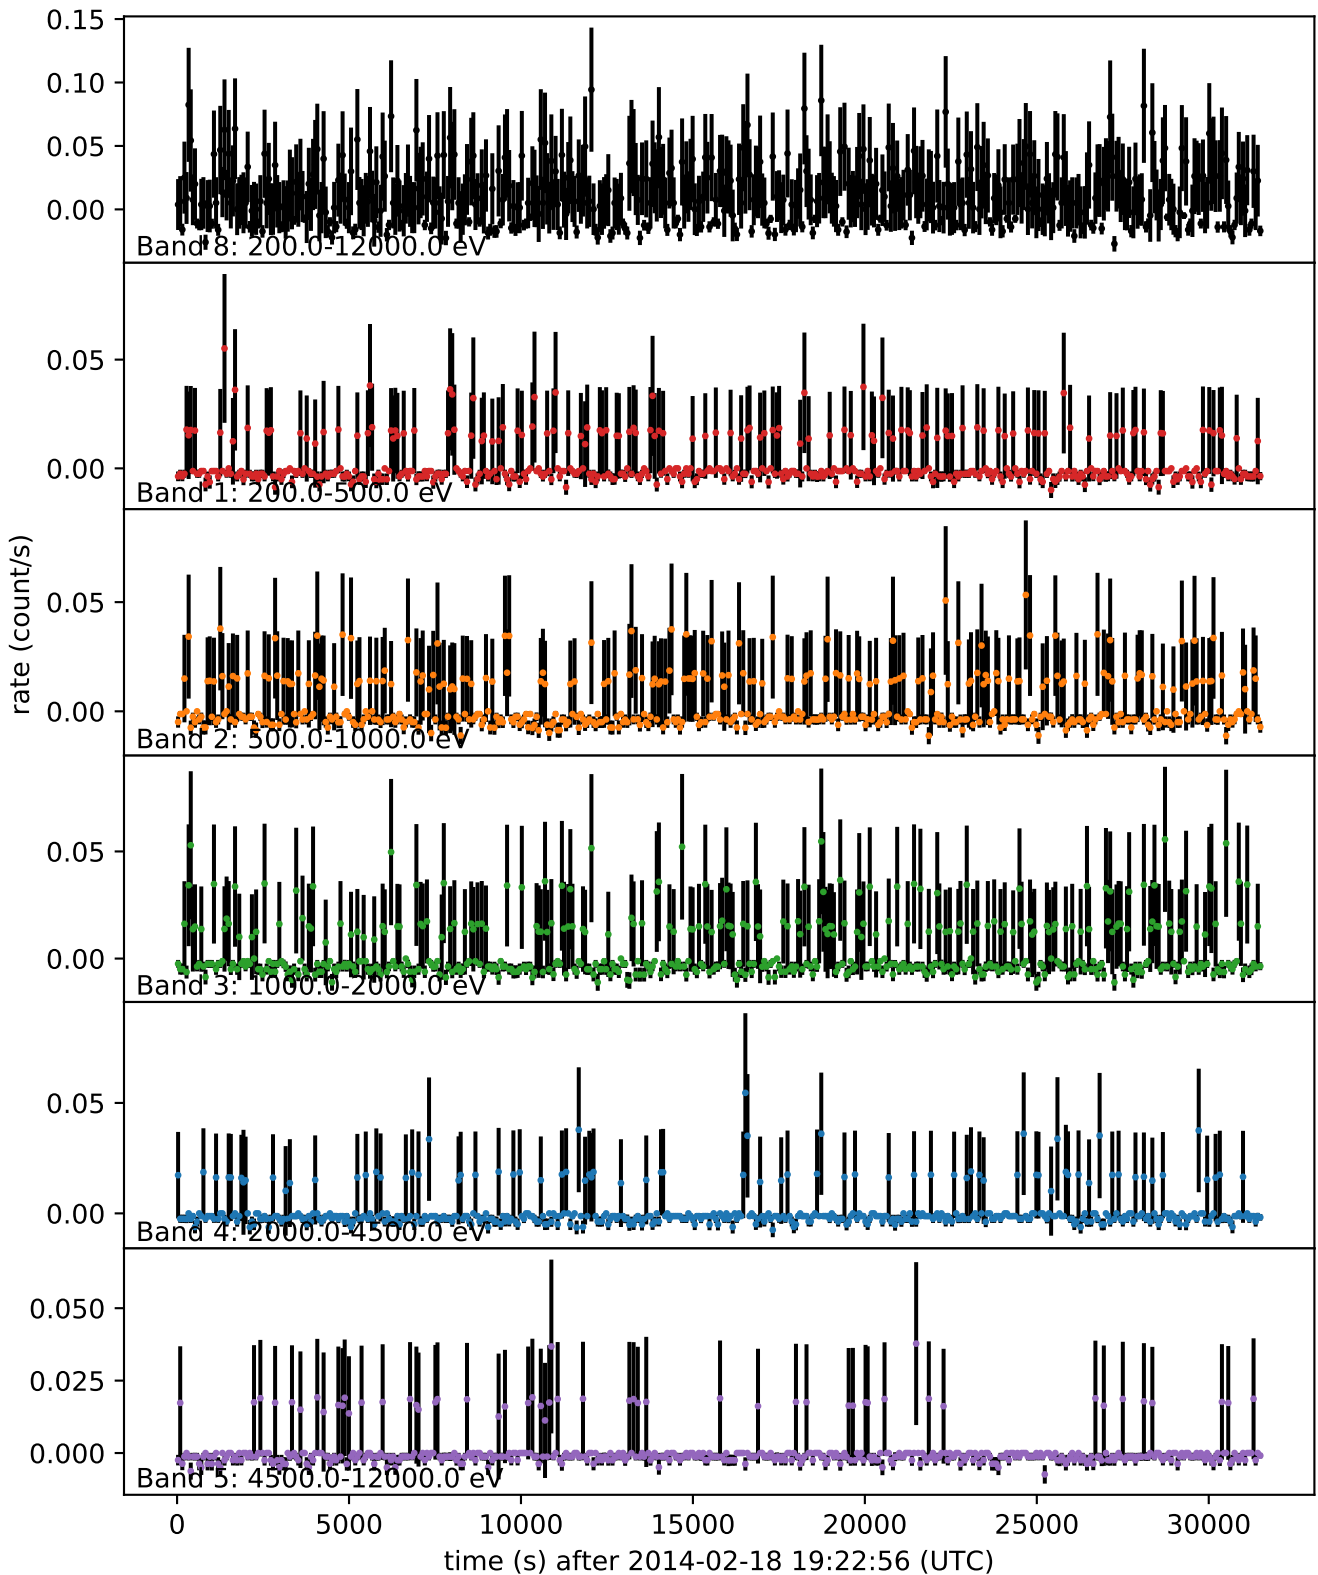 0.15
0.10
0.05
0.00
Band 8: 200.0-12000.0 eV
0.05
0.00
Band 1: 200.0-500.0 eV
rate (count/s)
0.05
0.00
Band 2: 500.0-1000.0 eV
0.05
0.00
Band 3: 1000.0-2000.0 eV
0.05
0.00
Band 4: 2000.0-4500.0 eV
0.050
0.025
0.000
Band 5: 4500.0-12000.0 eV
0 5000 10000 15000 20000 25000 30000
time (s) after 2014-02-18 19:22:56 (UTC)